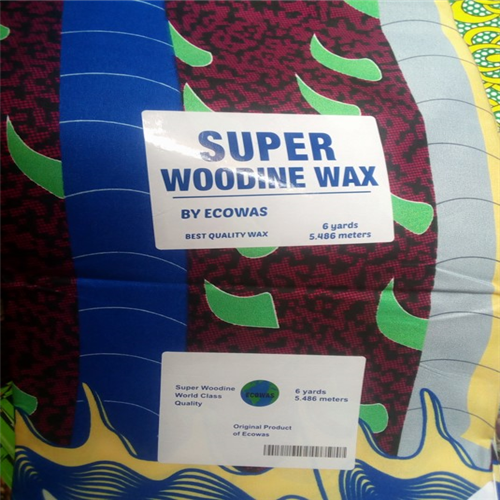 SUPER
WOODINE WAX
BY ECOWAS
BEST QUALITY WAX
6 yards
5.486 meters
Super Woodine
World Class
Quality
ECOWAS
6 yards
5.486 meters
Original Product
of Ecowas